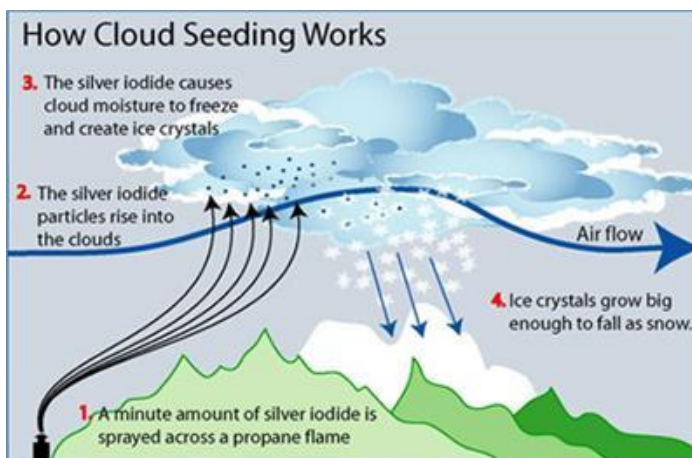 How Cloud Seeding Works
3. The silver iodide causes
cloud moisture to freeze
and create ice crystals
2. The silver iodide
particles rise into
the clouds
Air flow
4. Ice crystals grow big
enough to fall as snow.
1. A minute amount of silver iodide is
sprayed across a propane flame